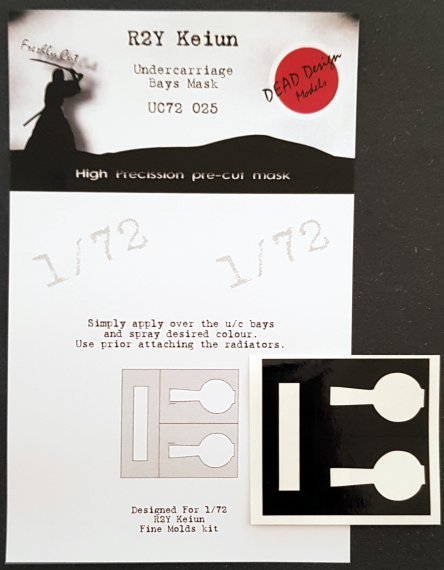 R2Y Keiun
Freshly Cut
Undercarriage
Bays Mask
UC72 025
DEAD Design
Models
High Precission pre-cut mask
1/72
1/72
Simply apply over the u/c bays
and spray desired colour.
Use prior attaching the radiators.
Designed For 1/72
R2Y Keiun
Fine Molds kit